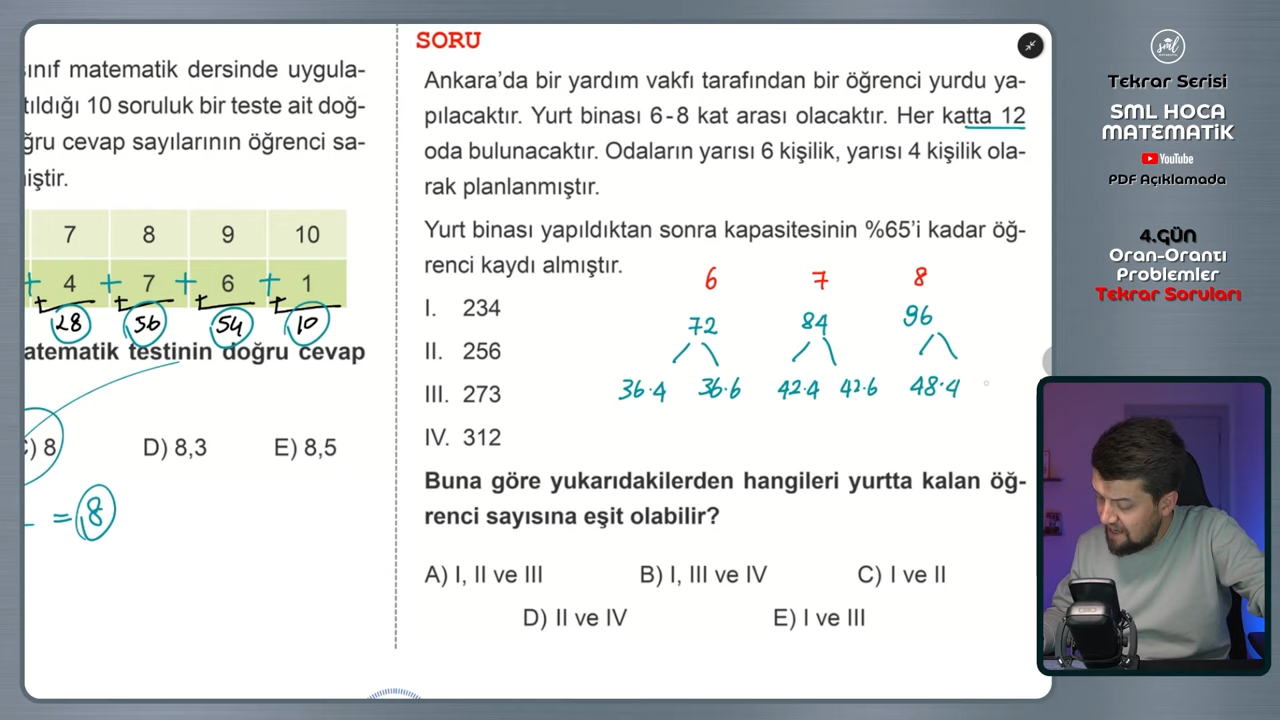 sınıf matematik dersinde uygula-
tıldığı 10 soruluk bir teste ait doğ-
ğru cevap sayılarının öğrenci sa-
iştir.
7 8 9 10
+ 4 + 7 + 6 + 1
28 56 54 10
atematik testinin doğru cevap
C) 8 D) 8,3 E) 8,5
= 8
SORU
Ankara’da bir yardım vakfı tarafından bir öğrenci yurdu ya-
pılacaktır. Yurt binası 6-8 kat arası olacaktır. Her katta 12
oda bulunacaktır. Odaların yarısı 6 kişilik, yarısı 4 kişilik ola-
rak planlanmıştır.
Yurt binası yapıldıktan sonra kapasitesinin %65’i kadar öğ-
renci kaydı almıştır.
6 7 8
72 84 96
36·4 36·6 42·4 42·6 48·4
I. 234
II. 256
III. 273
IV. 312
Buna göre yukarıdakilerden hangileri yurtta kalan öğ-
renci sayısına eşit olabilir?
A) I, II ve III B) I, III ve IV C) I ve II
D) II ve IV E) I ve III
sml
Tekrar Serisi
SML HOCA
MATEMATİK
YouTube
PDF Açıklamada
4.GÜN
Oran-Orantı
Problemler
Tekrar Soruları